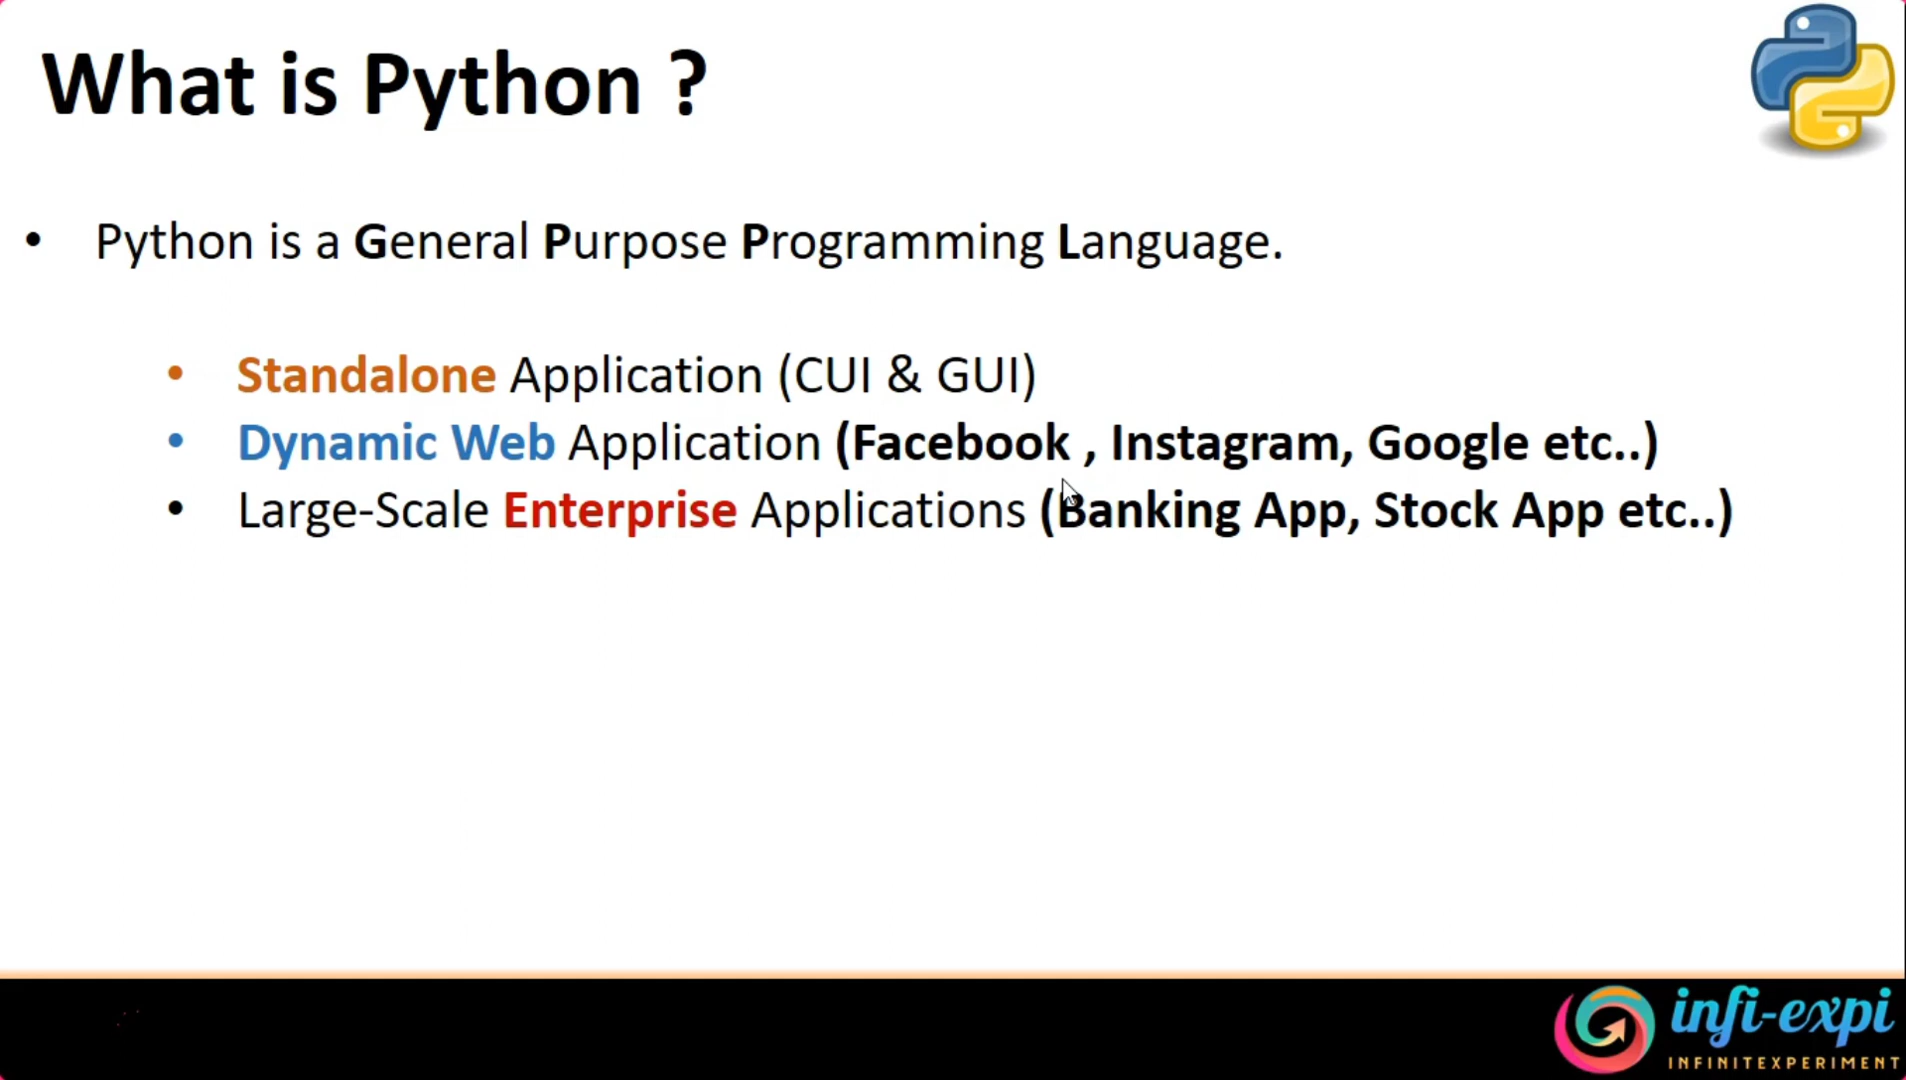 What is Python ?
• Python is a General Purpose Programming Language.
• Standalone Application (CUI & GUI)
• Dynamic Web Application (Facebook , Instagram, Google etc..)
• Large-Scale Enterprise Applications (Banking App, Stock App etc..)
infi-expi
INFINITEXPERIMENT